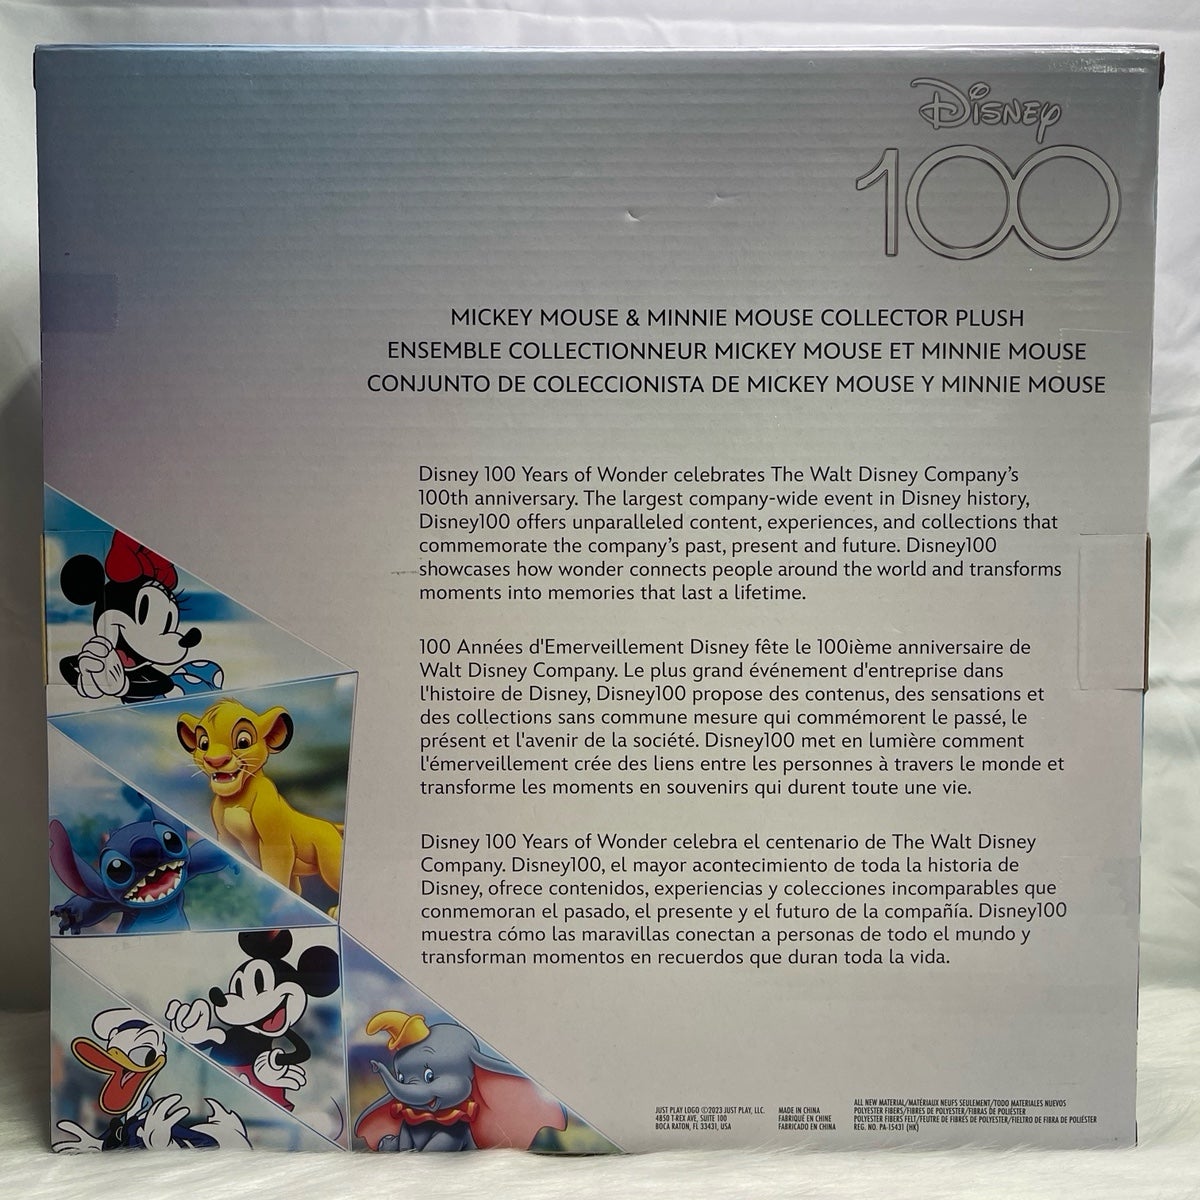 Disney
100
MICKEY MOUSE & MINNIE MOUSE COLLECTOR PLUSH
ENSEMBLE COLLECTIONNEUR MICKEY MOUSE ET MINNIE MOUSE
CONJUNTO DE COLECCIONISTA DE MICKEY MOUSE Y MINNIE MOUSE
Disney 100 Years of Wonder celebrates The Walt Disney Company's
100th anniversary. The largest company-wide event in Disney history,
Disney100 offers unparalleled content, experiences, and collections that
commemorate the company's past, present and future. Disney100
showcases how wonder connects people around the world and transforms
moments into memories that last a lifetime.
100 Années d'Emerveillement Disney fête le 100ième anniversaire de
Walt Disney Company. Le plus grand événement d'entreprise dans
l'histoire de Disney, Disney100 propose des contenus, des sensations et
des collections sans commune mesure qui commémorent le passé, le
présent et l'avenir de la société. Disney100 met en lumière comment
l'émerveillement crée des liens entre les personnes à travers le monde et
transforme les moments en souvenirs qui durent toute une vie.
Disney 100 Years of Wonder celebra el centenario de The Walt Disney
Company. Disney100, el mayor acontecimiento de toda la historia de
Disney, ofrece contenidos, experiencias y colecciones incomparables que
conmemoran el pasado, el presente y el futuro de la compañía. Disney100
muestra cómo las maravillas conectan a personas de todo el mundo y
transforman momentos en recuerdos que duran toda la vida.
JUST PLAY LOGO ©2023 JUST PLAY, LLC.
4850 T-REX AVE, SUITE 100
BOCA RATON, FL 33431, USA
MADE IN CHINA
FABRIQUÉ EN CHINE
FABRICADO EN CHINA
ALL NEW MATERIAL/MATÉRIAUX NEUFS SEULEMENT/TODO MATERIALES NUEVOS
POLYESTER FIBERS/FIBRES DE POLYESTER/FIBRAS DE POLIÉSTER
POLYESTER FIBERS FELT/FEUTRE DE FIBRES DE POLYESTER/FIELTRO DE FIBRA DE POLIÉSTER
REG. NO. PA-15431 (HK)